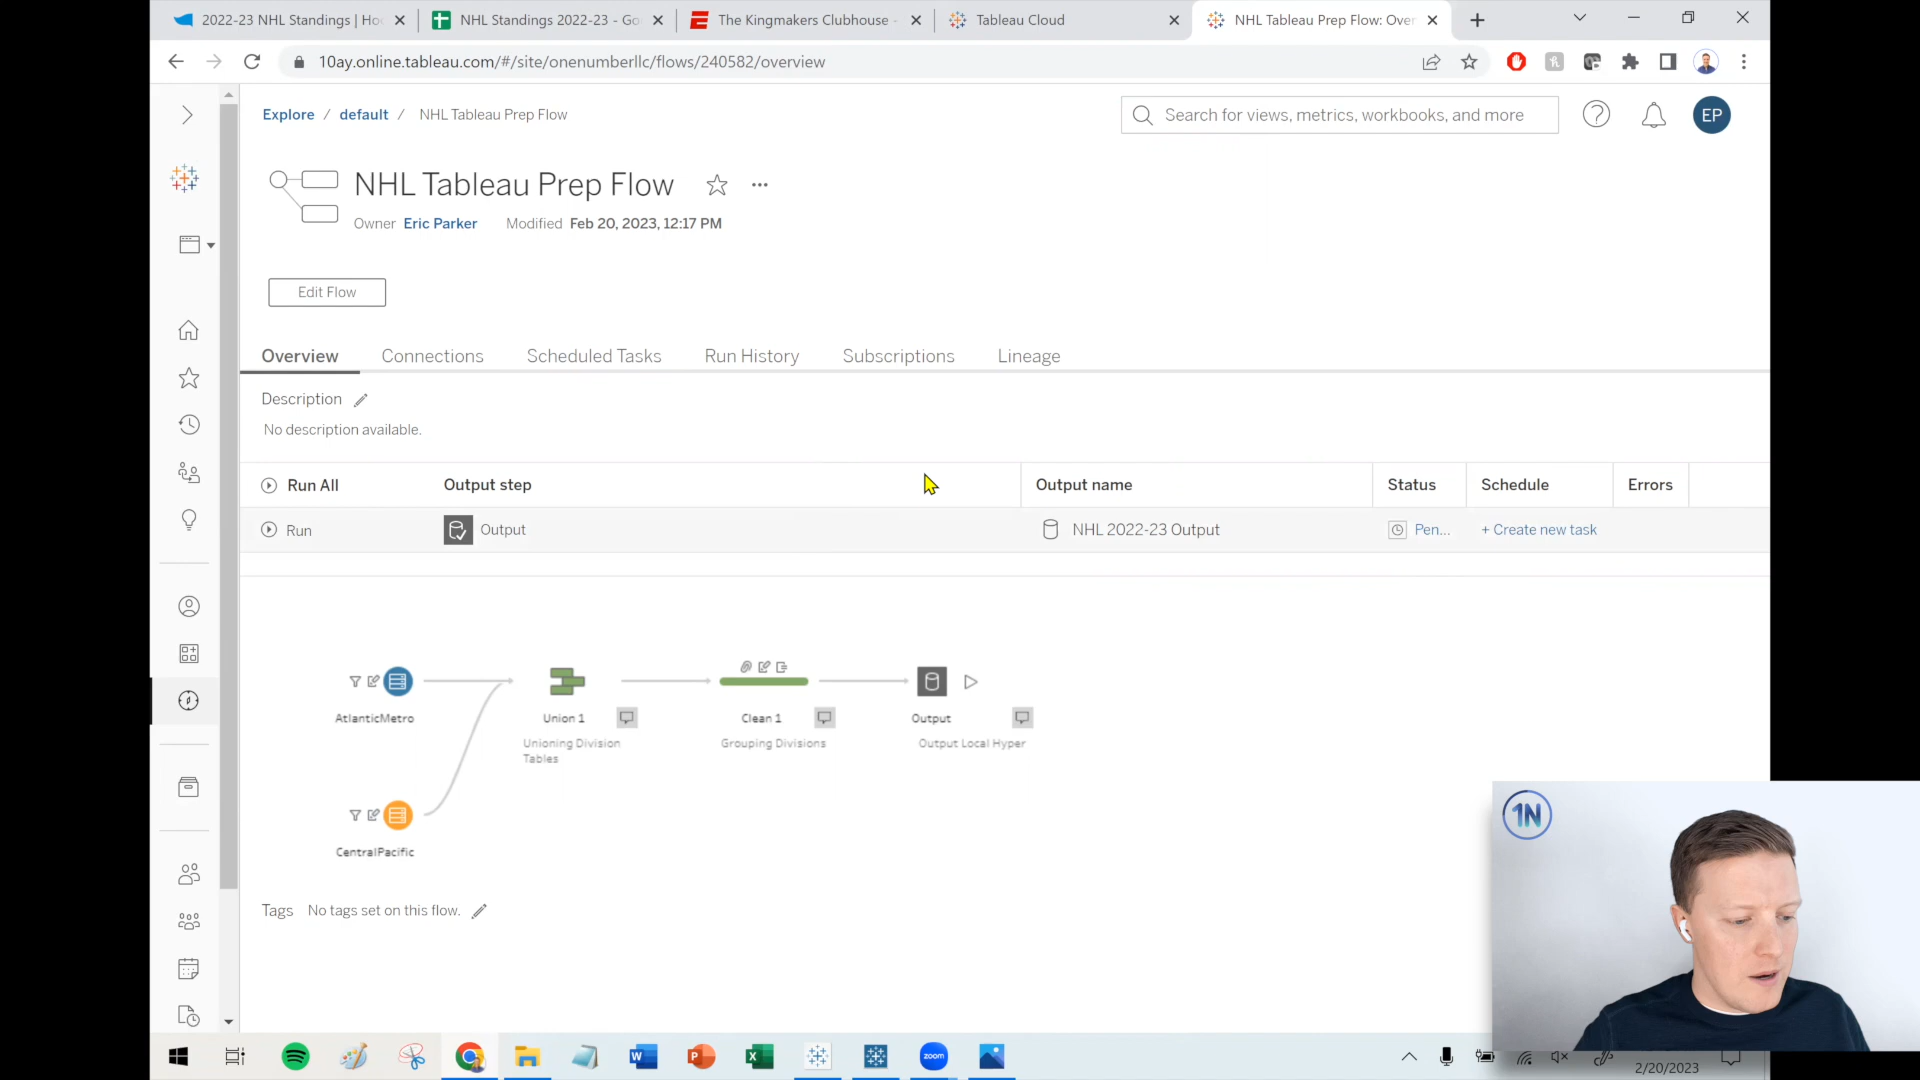 2022-23 NHL Standings | Ho
NHL Standings 2022-23 - Go
The Kingmakers Clubhouse -
Tableau Cloud
NHL Tableau Prep Flow: Over
10ay.online.tableau.com/#/site/onenumberllc/flows/240582/overview
Explore / default / NHL Tableau Prep Flow
Search for views, metrics, workbooks, and more
EP
NHL Tableau Prep Flow
Owner Eric Parker Modified Feb 20, 2023, 12:17 PM
Edit Flow
Overview Connections Scheduled Tasks Run History Subscriptions Lineage
Description
No description available.
Run All Output step Output name Status Schedule Errors
Run Output NHL 2022-23 Output Pen... + Create new task
AtlanticMetro Union 1 Clean 1 Output
Unioning Division Grouping Divisions Output Local Hyper
Tables
CentralPacific
Tags No tags set on this flow.
1N
zoom
2/20/2023